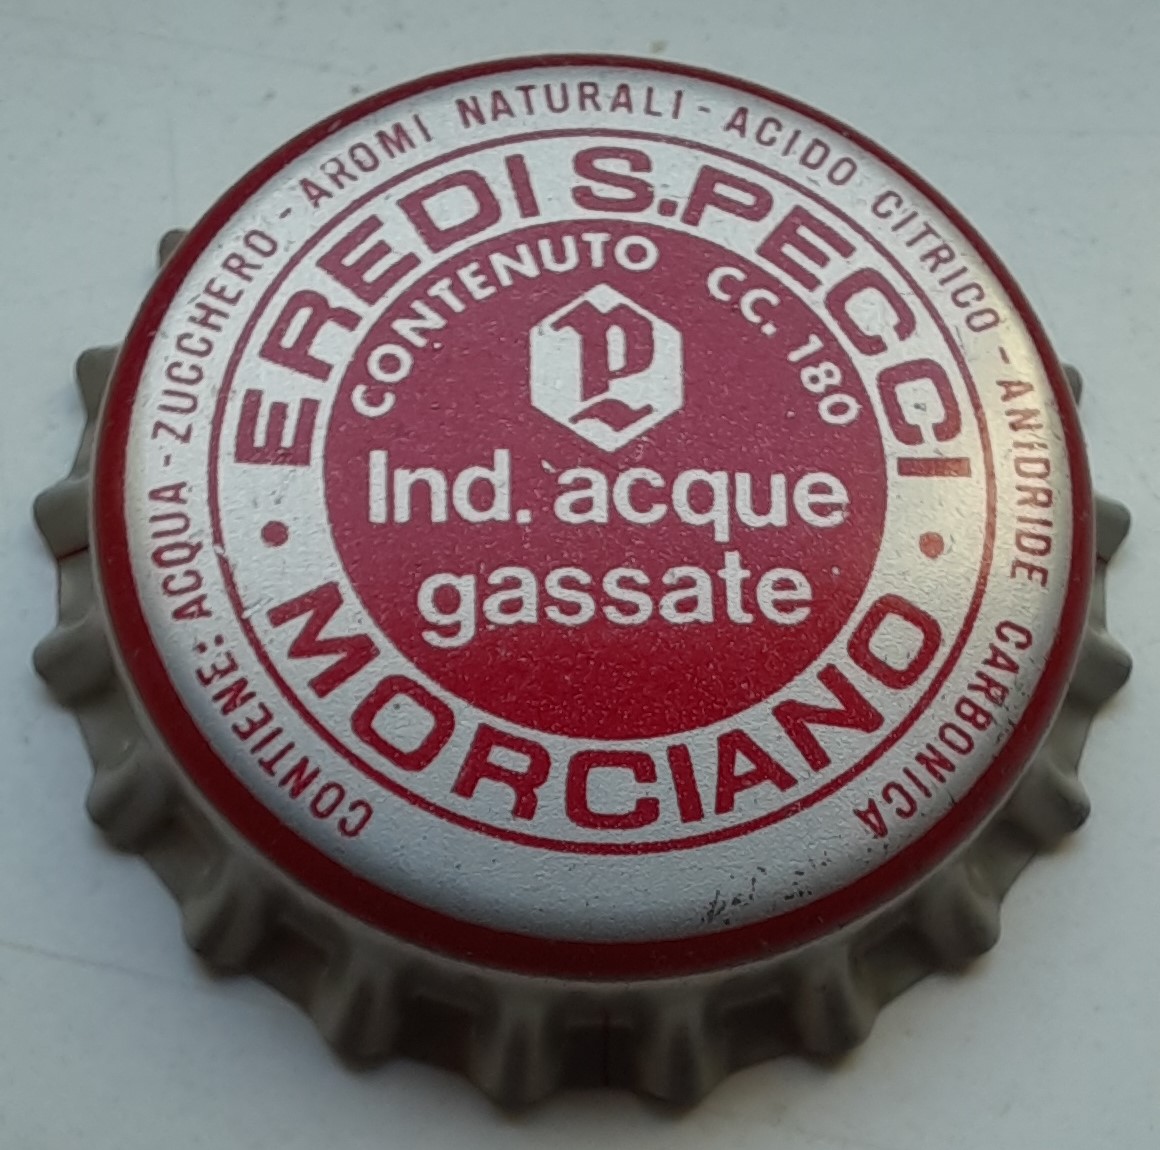 CONTIENE: ACQUA - ZUCCHERO - AROMI NATURALI - ACIDO CITRICO - ANIDRIDE CARBONICA
EREDI S.PECCI
CONTENUTO CC. 180
P
Ind. acque
gassate
• MORCIANO •